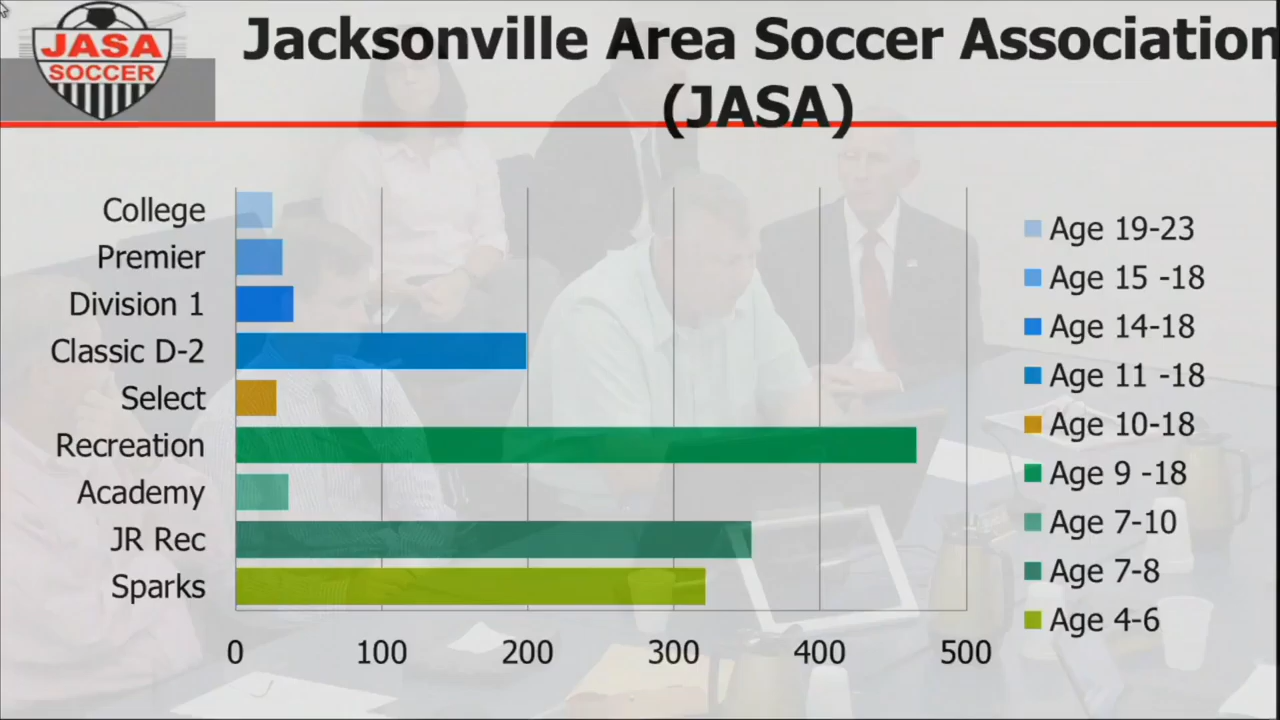 JASA
SOCCER
Jacksonville Area Soccer Association
(JASA)
College
Premier
Division 1
Classic D-2
Select
Recreation
Academy
JR Rec
Sparks
0 100 200 300 400 500
Age 19-23
Age 15 -18
Age 14-18
Age 11 -18
Age 10-18
Age 9 -18
Age 7-10
Age 7-8
Age 4-6